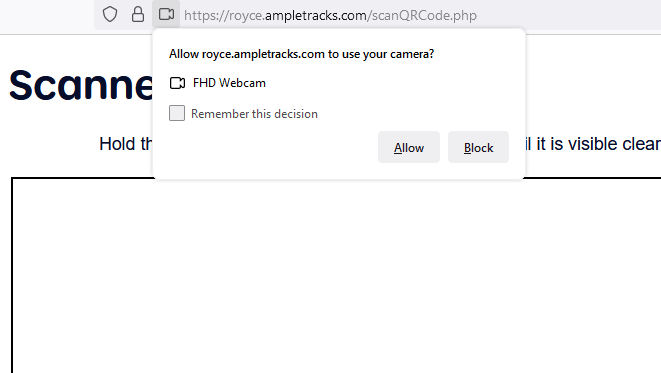 https://royce.ampletracks.com/scanQRCode.php
Allow royce.ampletracks.com to use your camera?
FHD Webcam
Remember this decision
Allow Block
Scanne
Hold th il it is visible clear